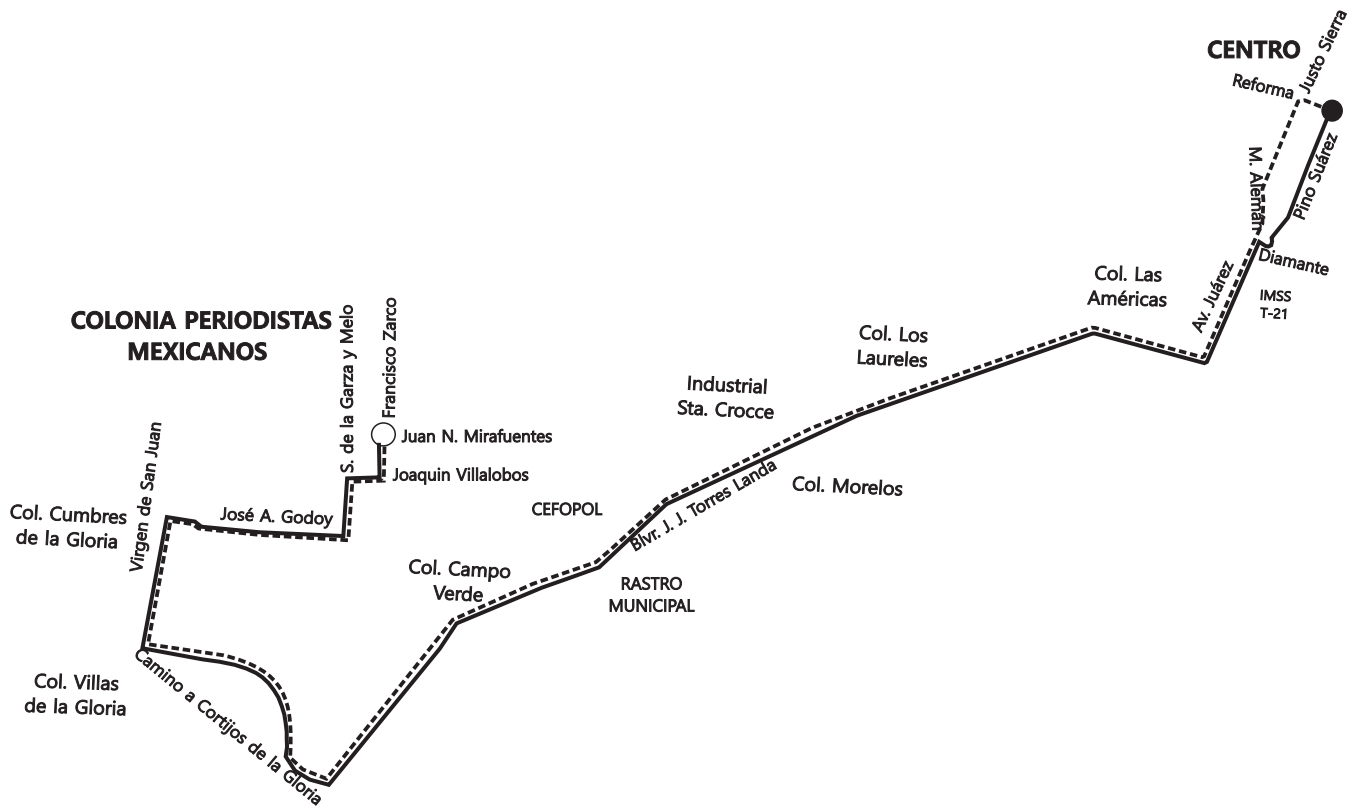 CENTRO
Justo Sierra
Reforma
M. Alemán
Pino Suárez
Diamante
Av. Juárez
IMSS
T-21
Col. Las
Américas
Col. Los
Laureles
Industrial
Sta. Crocce
Blvr. J. J. Torres Landa
Col. Morelos
COLONIA PERIODISTAS
MEXICANOS
S. de la Garza y Melo
Francisco Zarco
Juan N. Mirafuentes
Joaquin Villalobos
Virgen de San Juan
José A. Godoy
Col. Cumbres
de la Gloria
CEFOPOL
Col. Campo
Verde
RASTRO
MUNICIPAL
Camino a Cortijos de la Gloria
Col. Villas
de la Gloria